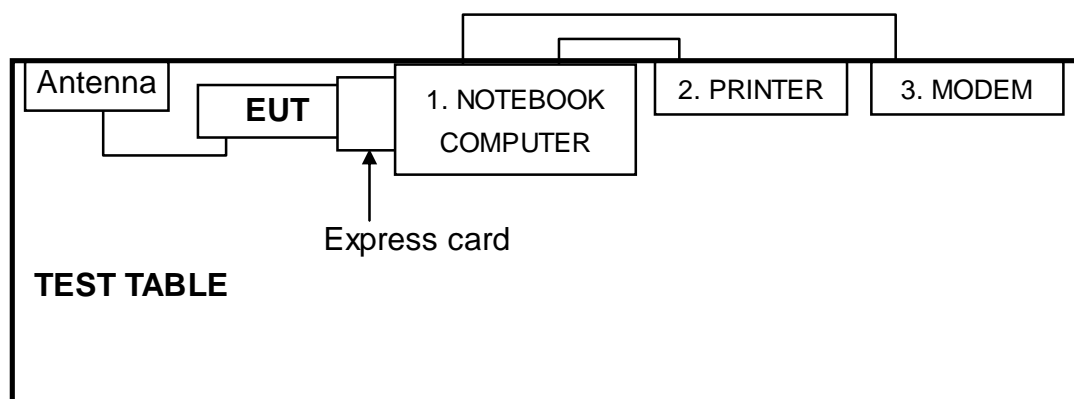 Antenna
EUT
1. NOTEBOOK
COMPUTER
2. PRINTER
3. MODEM
Express card
TEST TABLE